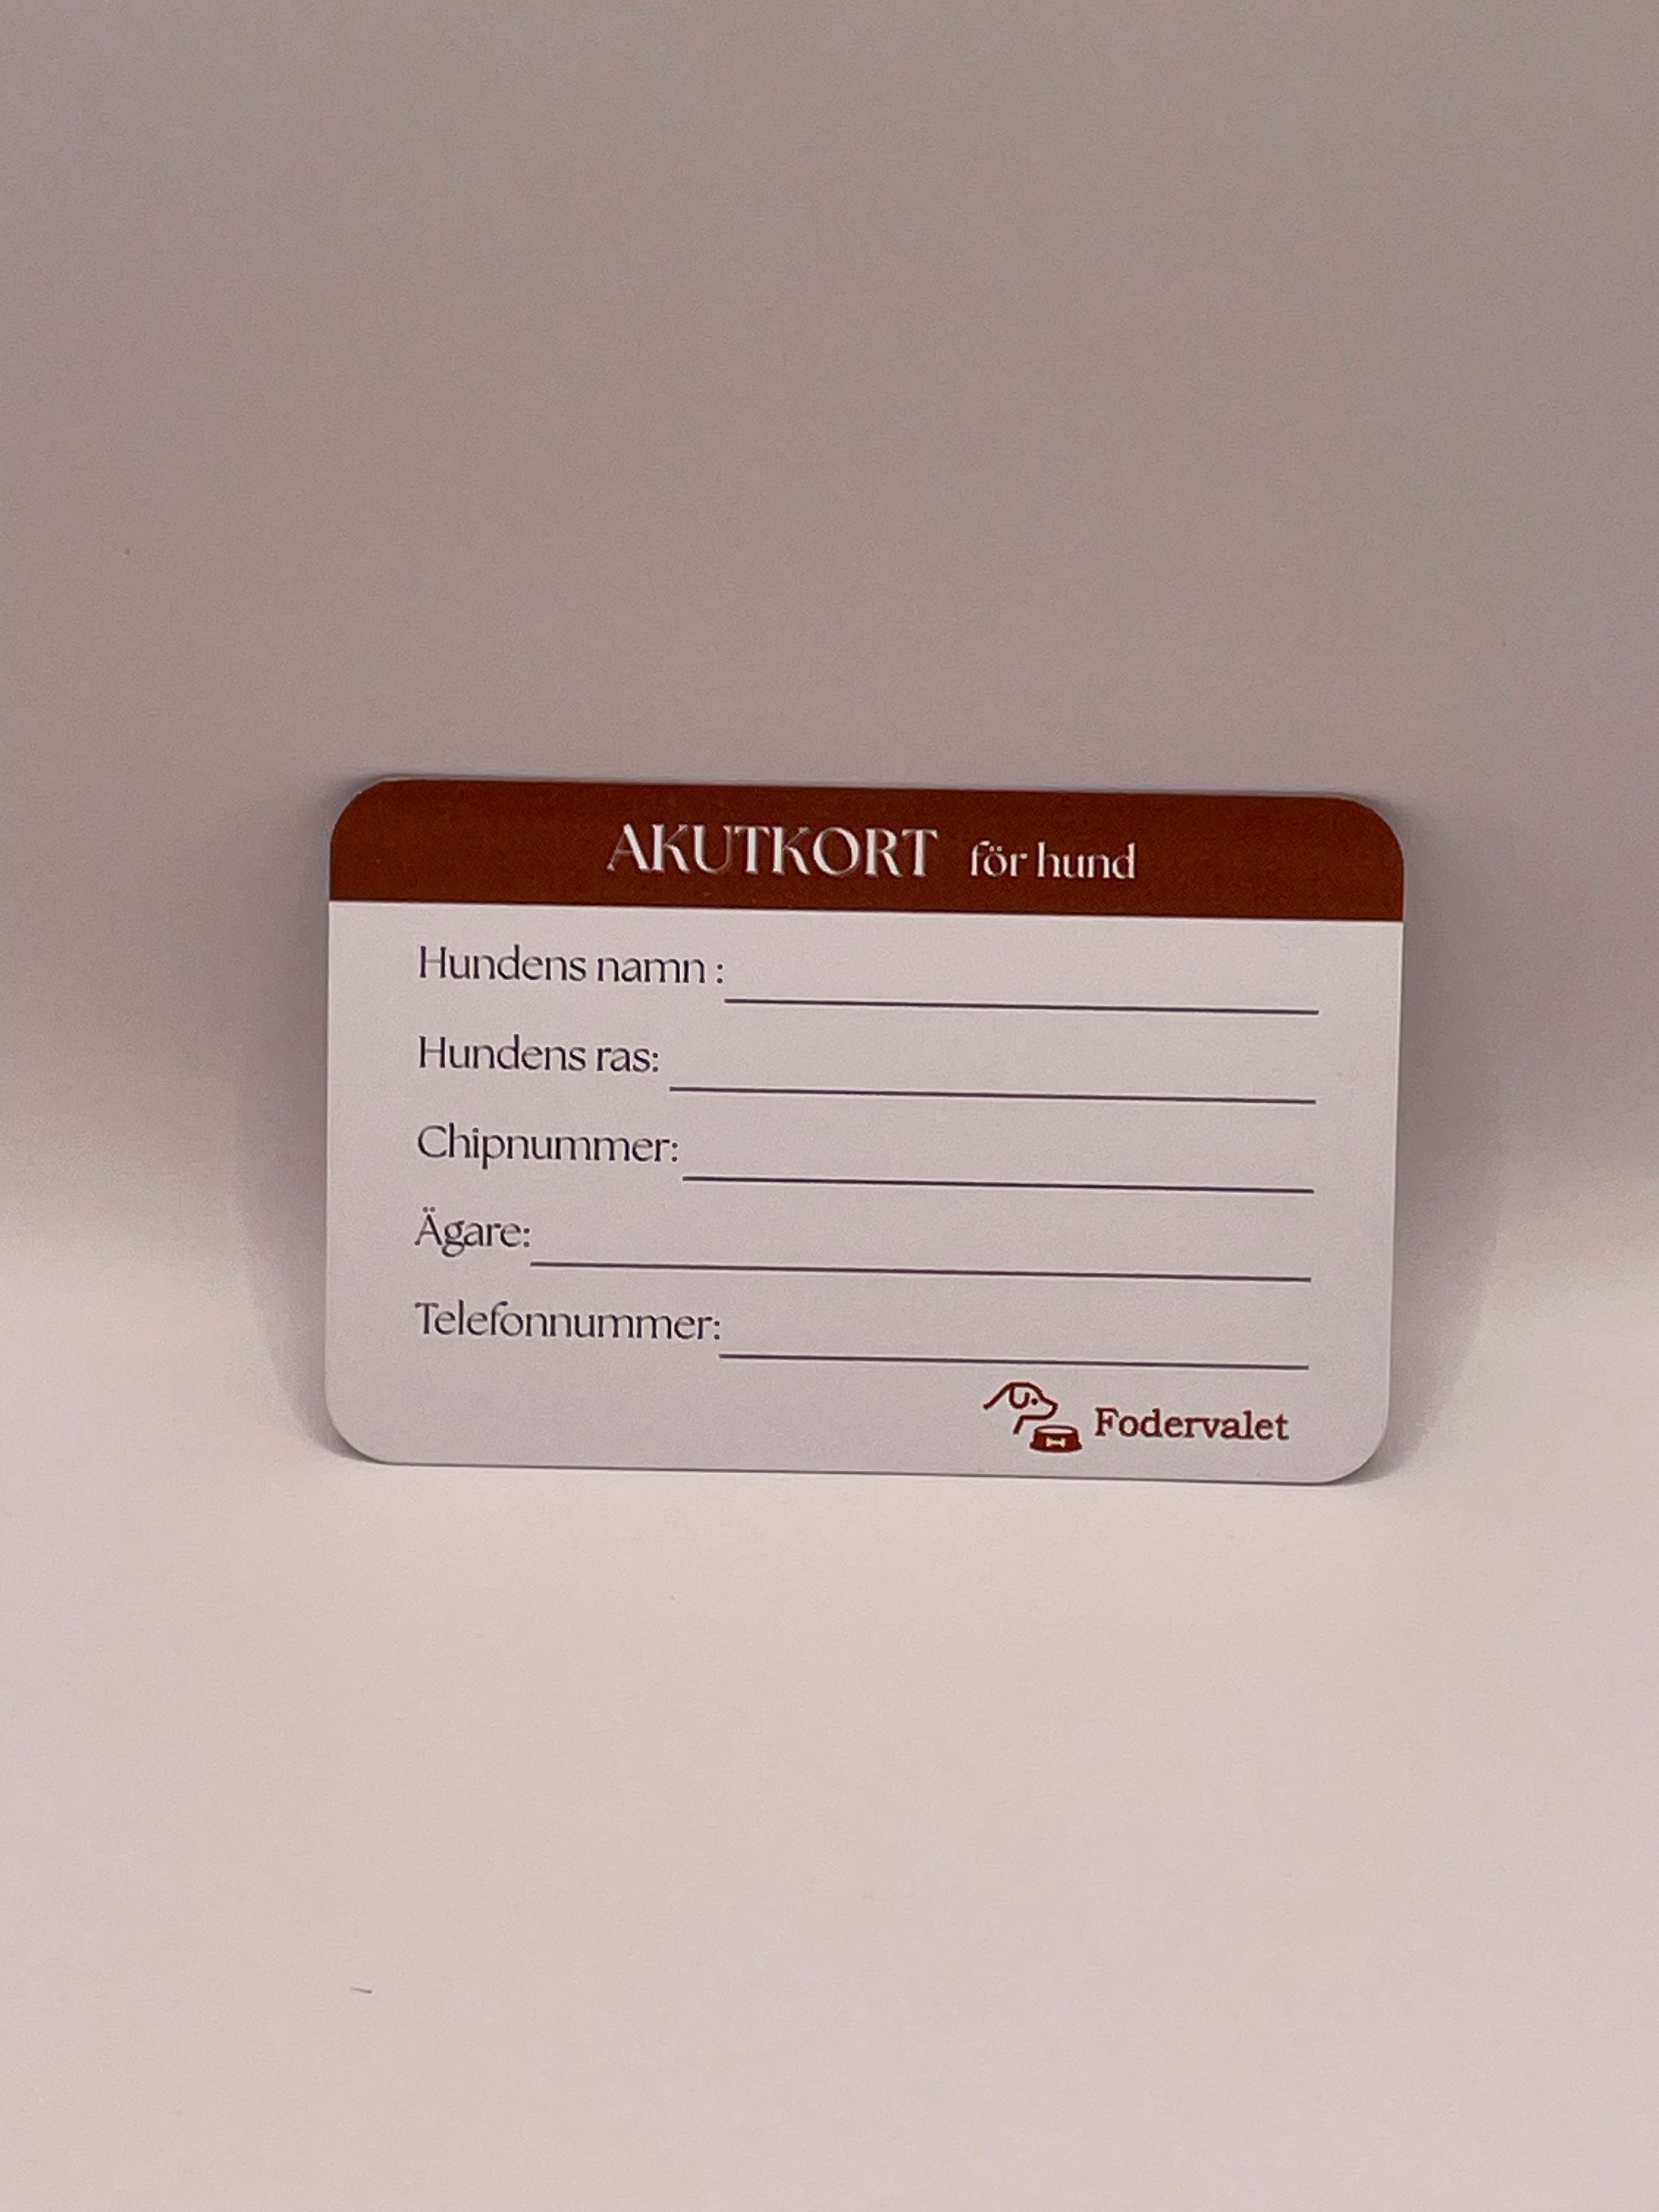 AKUTKORT för hund
Hundens namn :
Hundens ras:
Chipnummer:
Ägare:
Telefonnummer:
Fodervalet